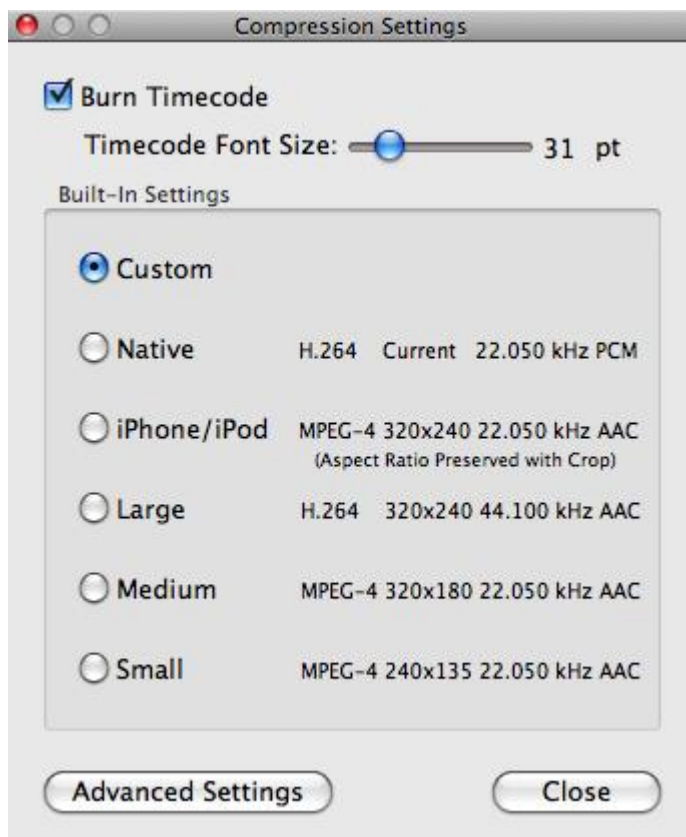 Compression Settings
Burn Timecode
Timecode Font Size: 31 pt
Built-In Settings
Custom
Native H.264 Current 22.050 kHz PCM
iPhone/iPod MPEG-4 320x240 22.050 kHz AAC
(Aspect Ratio Preserved with Crop)
Large H.264 320x240 44.100 kHz AAC
Medium MPEG-4 320x180 22.050 kHz AAC
Small MPEG-4 240x135 22.050 kHz AAC
Advanced Settings Close